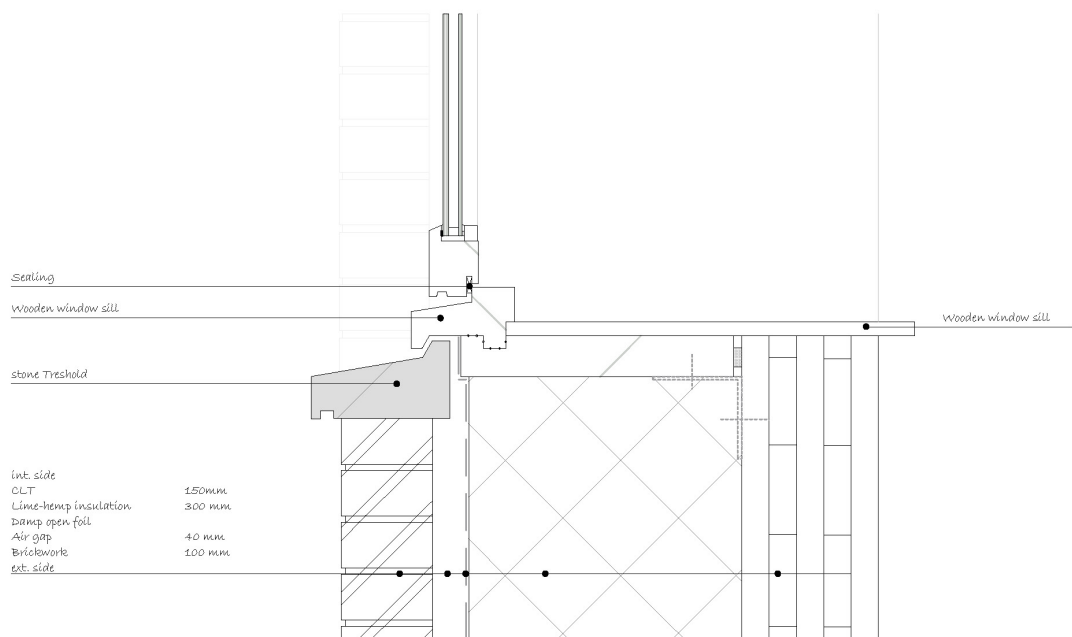 Sealing
Wooden window sill
Wooden window sill
stone Treshold
int. side
CLT 150mm
Lime-hemp insulation 300 mm
Damp open foil
Air gap 40 mm
Brickwork 100 mm
ext. side